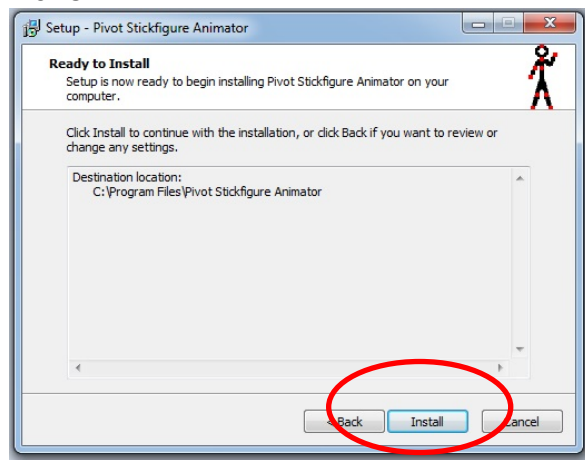 Setup - Pivot Stickfigure Animator
Ready to Install
Setup is now ready to begin installing Pivot Stickfigure Animator on your
computer.
Click Install to continue with the installation, or click Back if you want to review or
change any settings.
Destination location:
C:\Program Files\Pivot Stickfigure Animator
< Back Install Cancel